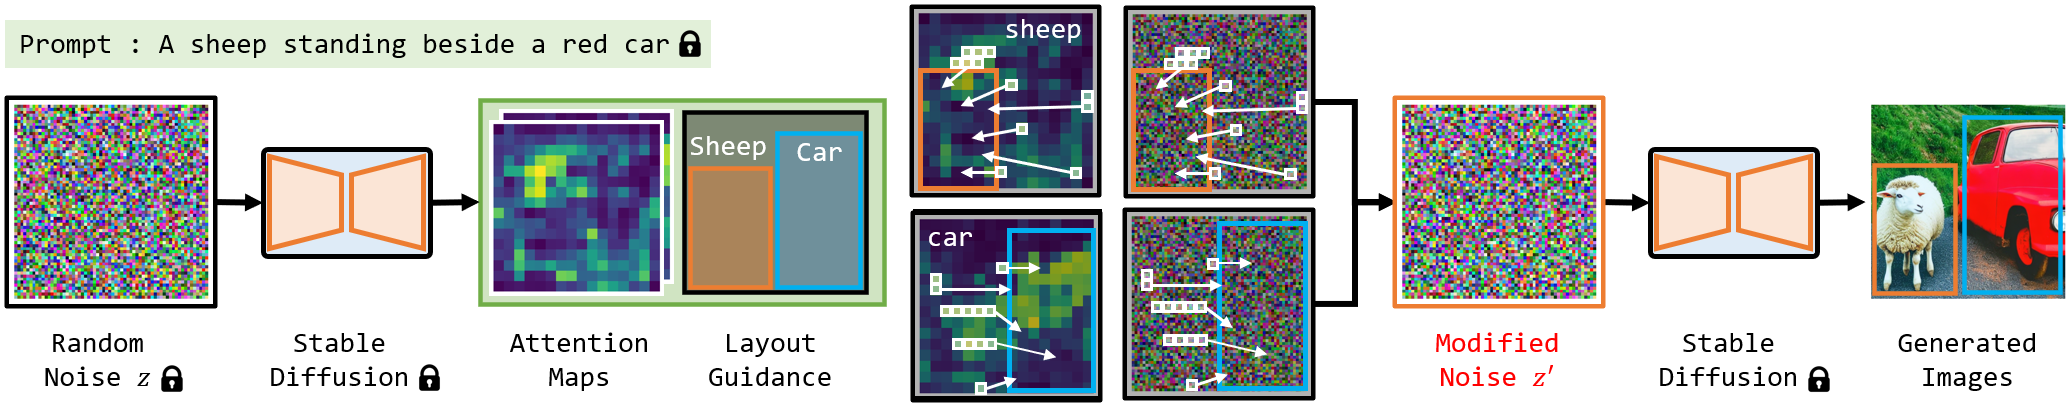 Prompt : A sheep standing beside a red car
sheep
Sheep
Car
car
Random
Noise z
Stable
Diffusion
Attention
Maps
Layout
Guidance
Modified
Noise z′
Stable
Diffusion
Generated
Images